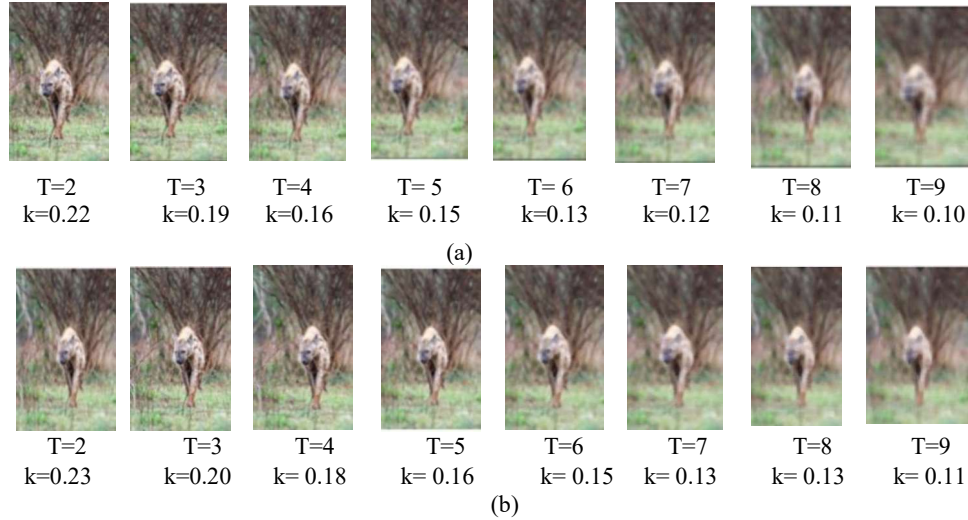 T=2 T=3 T=4 T= 5 T= 6 T=7 T=8 T=9
k=0.22 k=0.19 k=0.16 k= 0.15 k=0.13 k=0.12 k= 0.11 k= 0.10
(a)
T=2 T=3 T=4 T=5 T=6 T=7 T=8 T=9
k=0.23 k=0.20 k= 0.18 k= 0.16 k= 0.15 k= 0.13 k= 0.13 k= 0.11
(b)